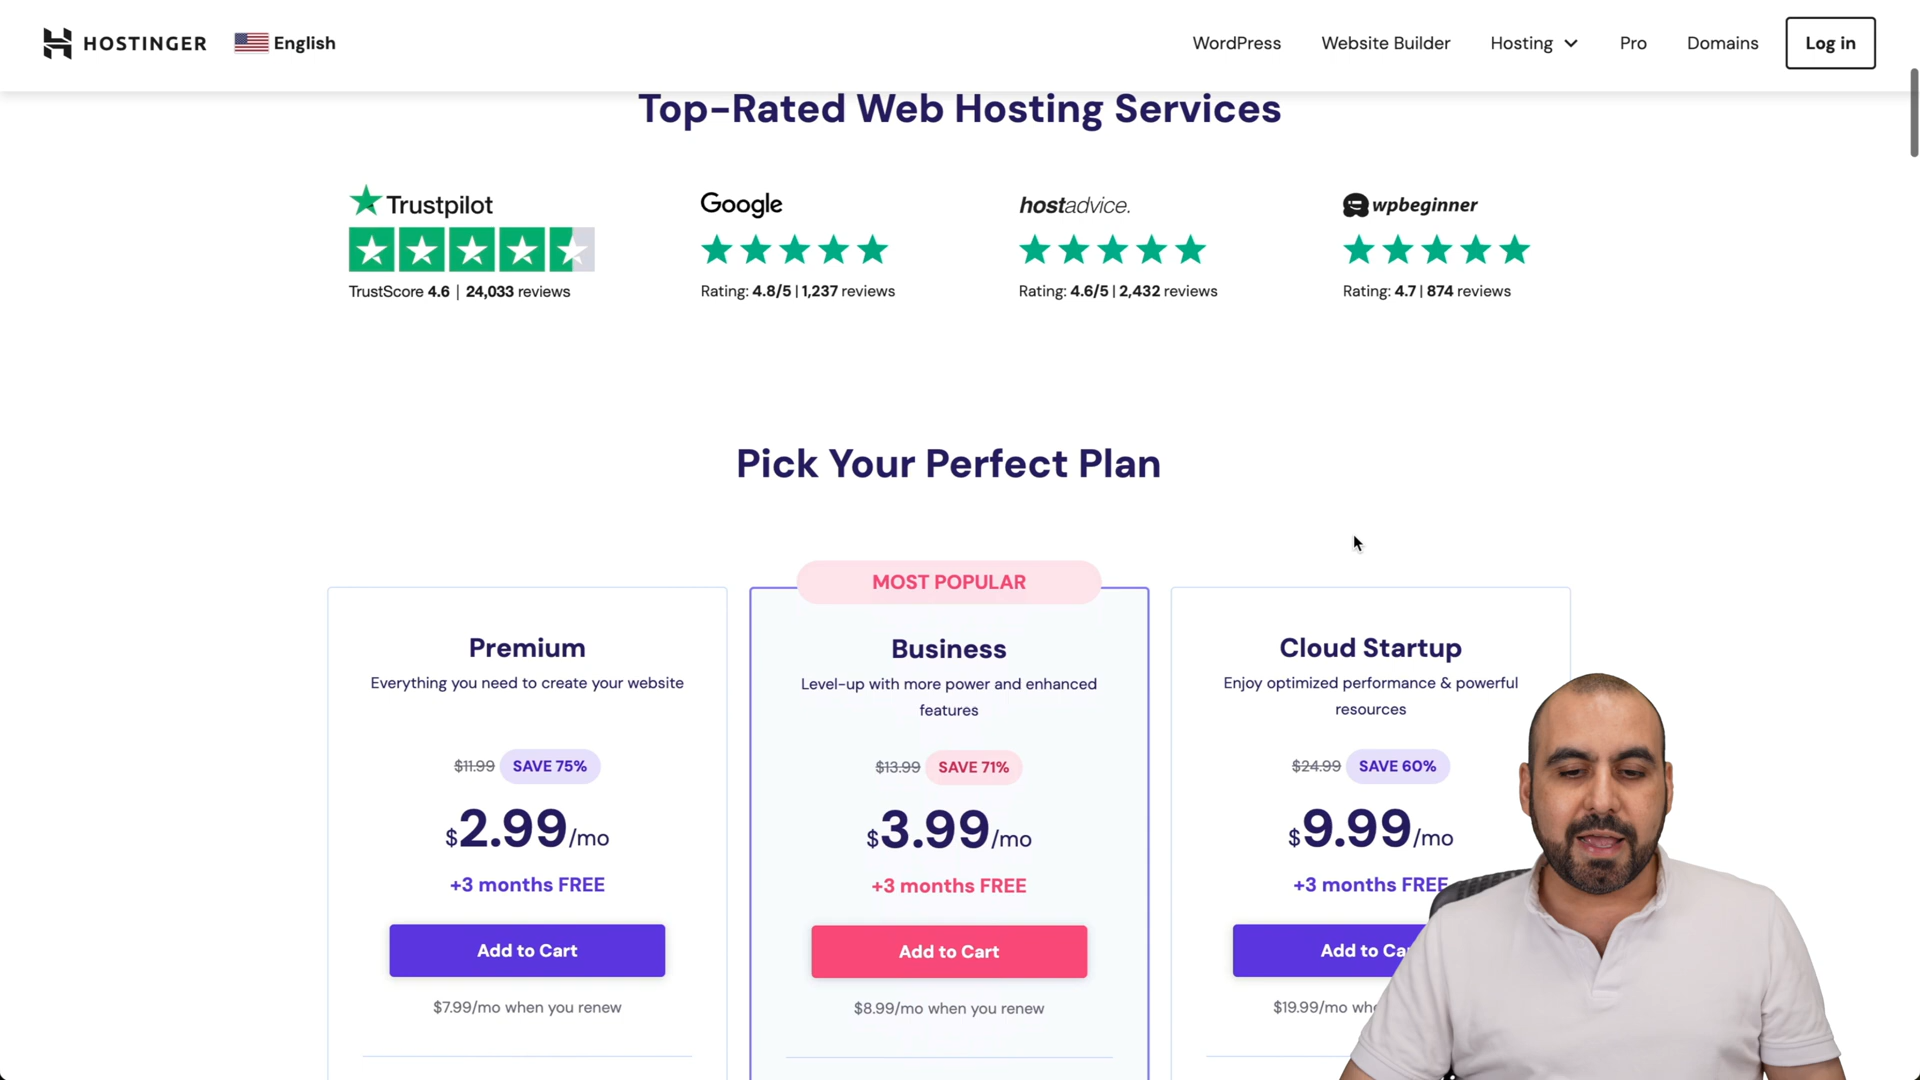 HOSTINGER
English
WordPress
Website Builder
Hosting
Pro
Domains
Log in
Top-Rated Web Hosting Services
Trustpilot
TrustScore 4.6 | 24,033 reviews
Google
Rating: 4.8/5 | 1,237 reviews
hostadvice.
Rating: 4.6/5 | 2,432 reviews
wpbeginner
Rating: 4.7 | 874 reviews
Pick Your Perfect Plan
Premium
Everything you need to create your website
$11.99 SAVE 75%
$2.99/mo
+3 months FREE
Add to Cart
$7.99/mo when you renew
MOST POPULAR
Business
Level-up with more power and enhanced
features
$13.99 SAVE 71%
$3.99/mo
+3 months FREE
Add to Cart
$8.99/mo when you renew
Cloud Startup
Enjoy optimized performance & powerful
resources
$24.99 SAVE 60%
$9.99/mo
+3 months FREE
Add to
$19.99/mo